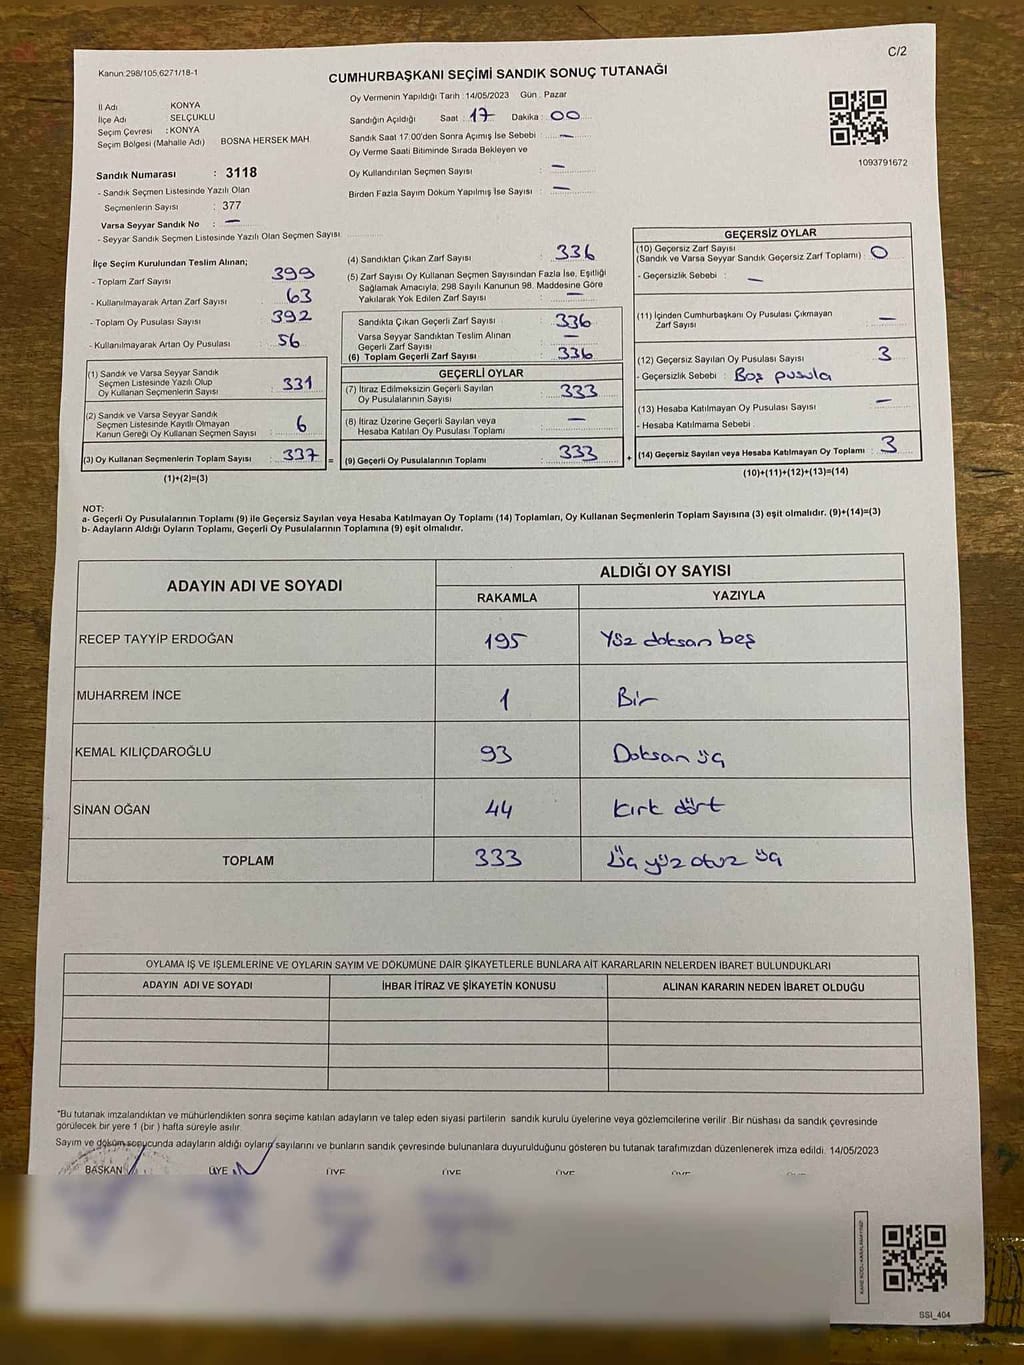 C/2
Kanun:298/105,6271/18-1
CUMHURBAŞKANI SEÇİMİ SANDIK SONUÇ TUTANAĞI
İl Adı KONYA
İlçe Adı SELÇUKLU
Seçim Çevresi : KONYA
Seçim Bölgesi (Mahalle Adı) BOSNA HERSEK MAH.
Sandık Numarası : 3118
- Sandık Seçmen Listesinde Yazılı Olan
Seçmenlerin Sayısı : 377
Varsa Seyyar Sandık No : —
- Seyyar Sandık Seçmen Listesinde Yazılı Olan Seçmen Sayısı
Oy Vermenin Yapıldığı Tarih : 14/05/2023 Gün : Pazar
Sandığın Açıldığı Saat : 17 Dakika : 00
Sandık Saat 17.00'den Sonra Açımış İse Sebebi : —
Oy Verme Saati Bitiminde Sırada Bekleyen ve
Oy Kullandırılan Seçmen Sayısı : —
Birden Fazla Sayım Döküm Yapılmış İse Sayısı : —
1093791672
İlçe Seçim Kurulundan Teslim Alınan;
- Toplam Zarf Sayısı : 399
- Kullanılmayarak Artan Zarf Sayısı : 63
- Toplam Oy Pusulası Sayısı : 392
- Kullanılmayarak Artan Oy Pusulası : 56
(1) Sandık ve Varsa Seyyar Sandık
Seçmen Listesinde Yazılı Olup
Oy Kullanan Seçmenlerin Sayısı : 331
(2) Sandık ve Varsa Seyyar Sandık
Seçmen Listesinde Kayıtlı Olmayan
Kanun Gereği Oy Kullanan Seçmen Sayısı : 6
(3) Oy Kullanan Seçmenlerin Toplam Sayısı : 337 =
(1)+(2)=(3)
(4) Sandıktan Çıkan Zarf Sayısı : 336
(5) Zarf Sayısı Oy Kullanan Seçmen Sayısından Fazla İse, Eşitliği
Sağlamak Amacıyla, 298 Sayılı Kanunun 98. Maddesine Göre
Yakılarak Yok Edilen Zarf Sayısı : —
Sandıkta Çıkan Geçerli Zarf Sayısı : 336
Varsa Seyyar Sandıktan Teslim Alınan
Geçerli Zarf Sayısı : —
(6) Toplam Geçerli Zarf Sayısı : 336
GEÇERLİ OYLAR
(7) İtiraz Edilmeksizin Geçerli Sayılan
Oy Pusulalarının Sayısı : 333
(8) İtiraz Üzerine Geçerli Sayılan veya
Hesaba Katılan Oy Pusulası Toplamı : —
(9) Geçerli Oy Pusulalarının Toplamı : 333 +
GEÇERSİZ OYLAR
(10) Geçersiz Zarf Sayısı
(Sandık ve Varsa Seyyar Sandık Geçersiz Zarf Toplamı) : 0
- Geçersizlik Sebebi : —
(11) İçinden Cumhurbaşkanı Oy Pusulası Çıkmayan
Zarf Sayısı : —
(12) Geçersiz Sayılan Oy Pusulası Sayısı : 3
- Geçersizlik Sebebi : Boş pusula
(13) Hesaba Katılmayan Oy Pusulası Sayısı : —
- Hesaba Katılmama Sebebi :
(14) Geçersiz Sayılan veya Hesaba Katılmayan Oy Toplamı : 3
(10)+(11)+(12)+(13)=(14)
NOT:
a- Geçerli Oy Pusulalarının Toplamı (9) ile Geçersiz Sayılan veya Hesaba Katılmayan Oy Toplamı (14) Toplamları, Oy Kullanan Seçmenlerin Toplam Sayısına (3) eşit olmalıdır. (9)+(14)=(3)
b- Adayların Aldığı Oyların Toplamı, Geçerli Oy Pusulalarının Toplamına (9) eşit olmalıdır.
ADAYIN ADI VE SOYADI ALDIĞI OY SAYISI
RAKAMLA YAZIYLA
RECEP TAYYİP ERDOĞAN 195 Yüz doksan beş
MUHARREM İNCE 1 Bir
KEMAL KILIÇDAROĞLU 93 Doksan üç
SİNAN OĞAN 44 Kırk dört
TOPLAM 333 Üç yüz otuz üç
OYLAMA İŞ VE İŞLEMLERİNE VE OYLARIN SAYIM VE DÖKÜMÜNE DAİR ŞİKAYETLERLE BUNLARA AİT KARARLARIN NELERDEN İBARET BULUNDUKLARI
ADAYIN ADI VE SOYADI İHBAR İTİRAZ VE ŞİKAYETİN KONUSU ALINAN KARARIN NEDEN İBARET OLDUĞU
*Bu tutanak imzalandıktan ve mühürlendikten sonra seçime katılan adayların ve talep eden siyasi partilerin sandık kurulu üyelerine veya gözlemcilerine verilir. Bir nüshası da sandık çevresinde
görülecek bir yere 1 (bir) hafta süreyle asılır.
Sayım ve döküm sonucunda adayların aldığı oyların sayılarını ve bunların sandık çevresinde bulunanlara duyurulduğunu gösteren bu tutanak tarafımızdan düzenlenerek imza edildi. 14/05/2023
BAŞKAN ÜYE ÜYE ÜYE ÜYE ÜYE
SSİ_404